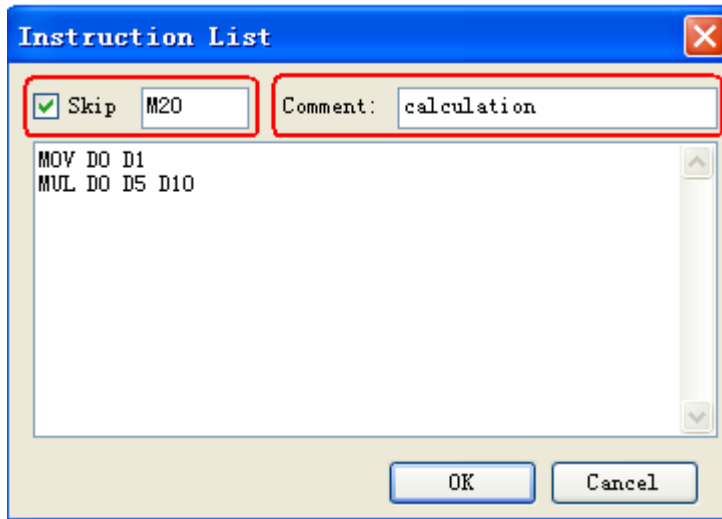 Instruction List
Skip M20 Comment: calculation
MOV D0 D1
MUL D0 D5 D10
OK Cancel